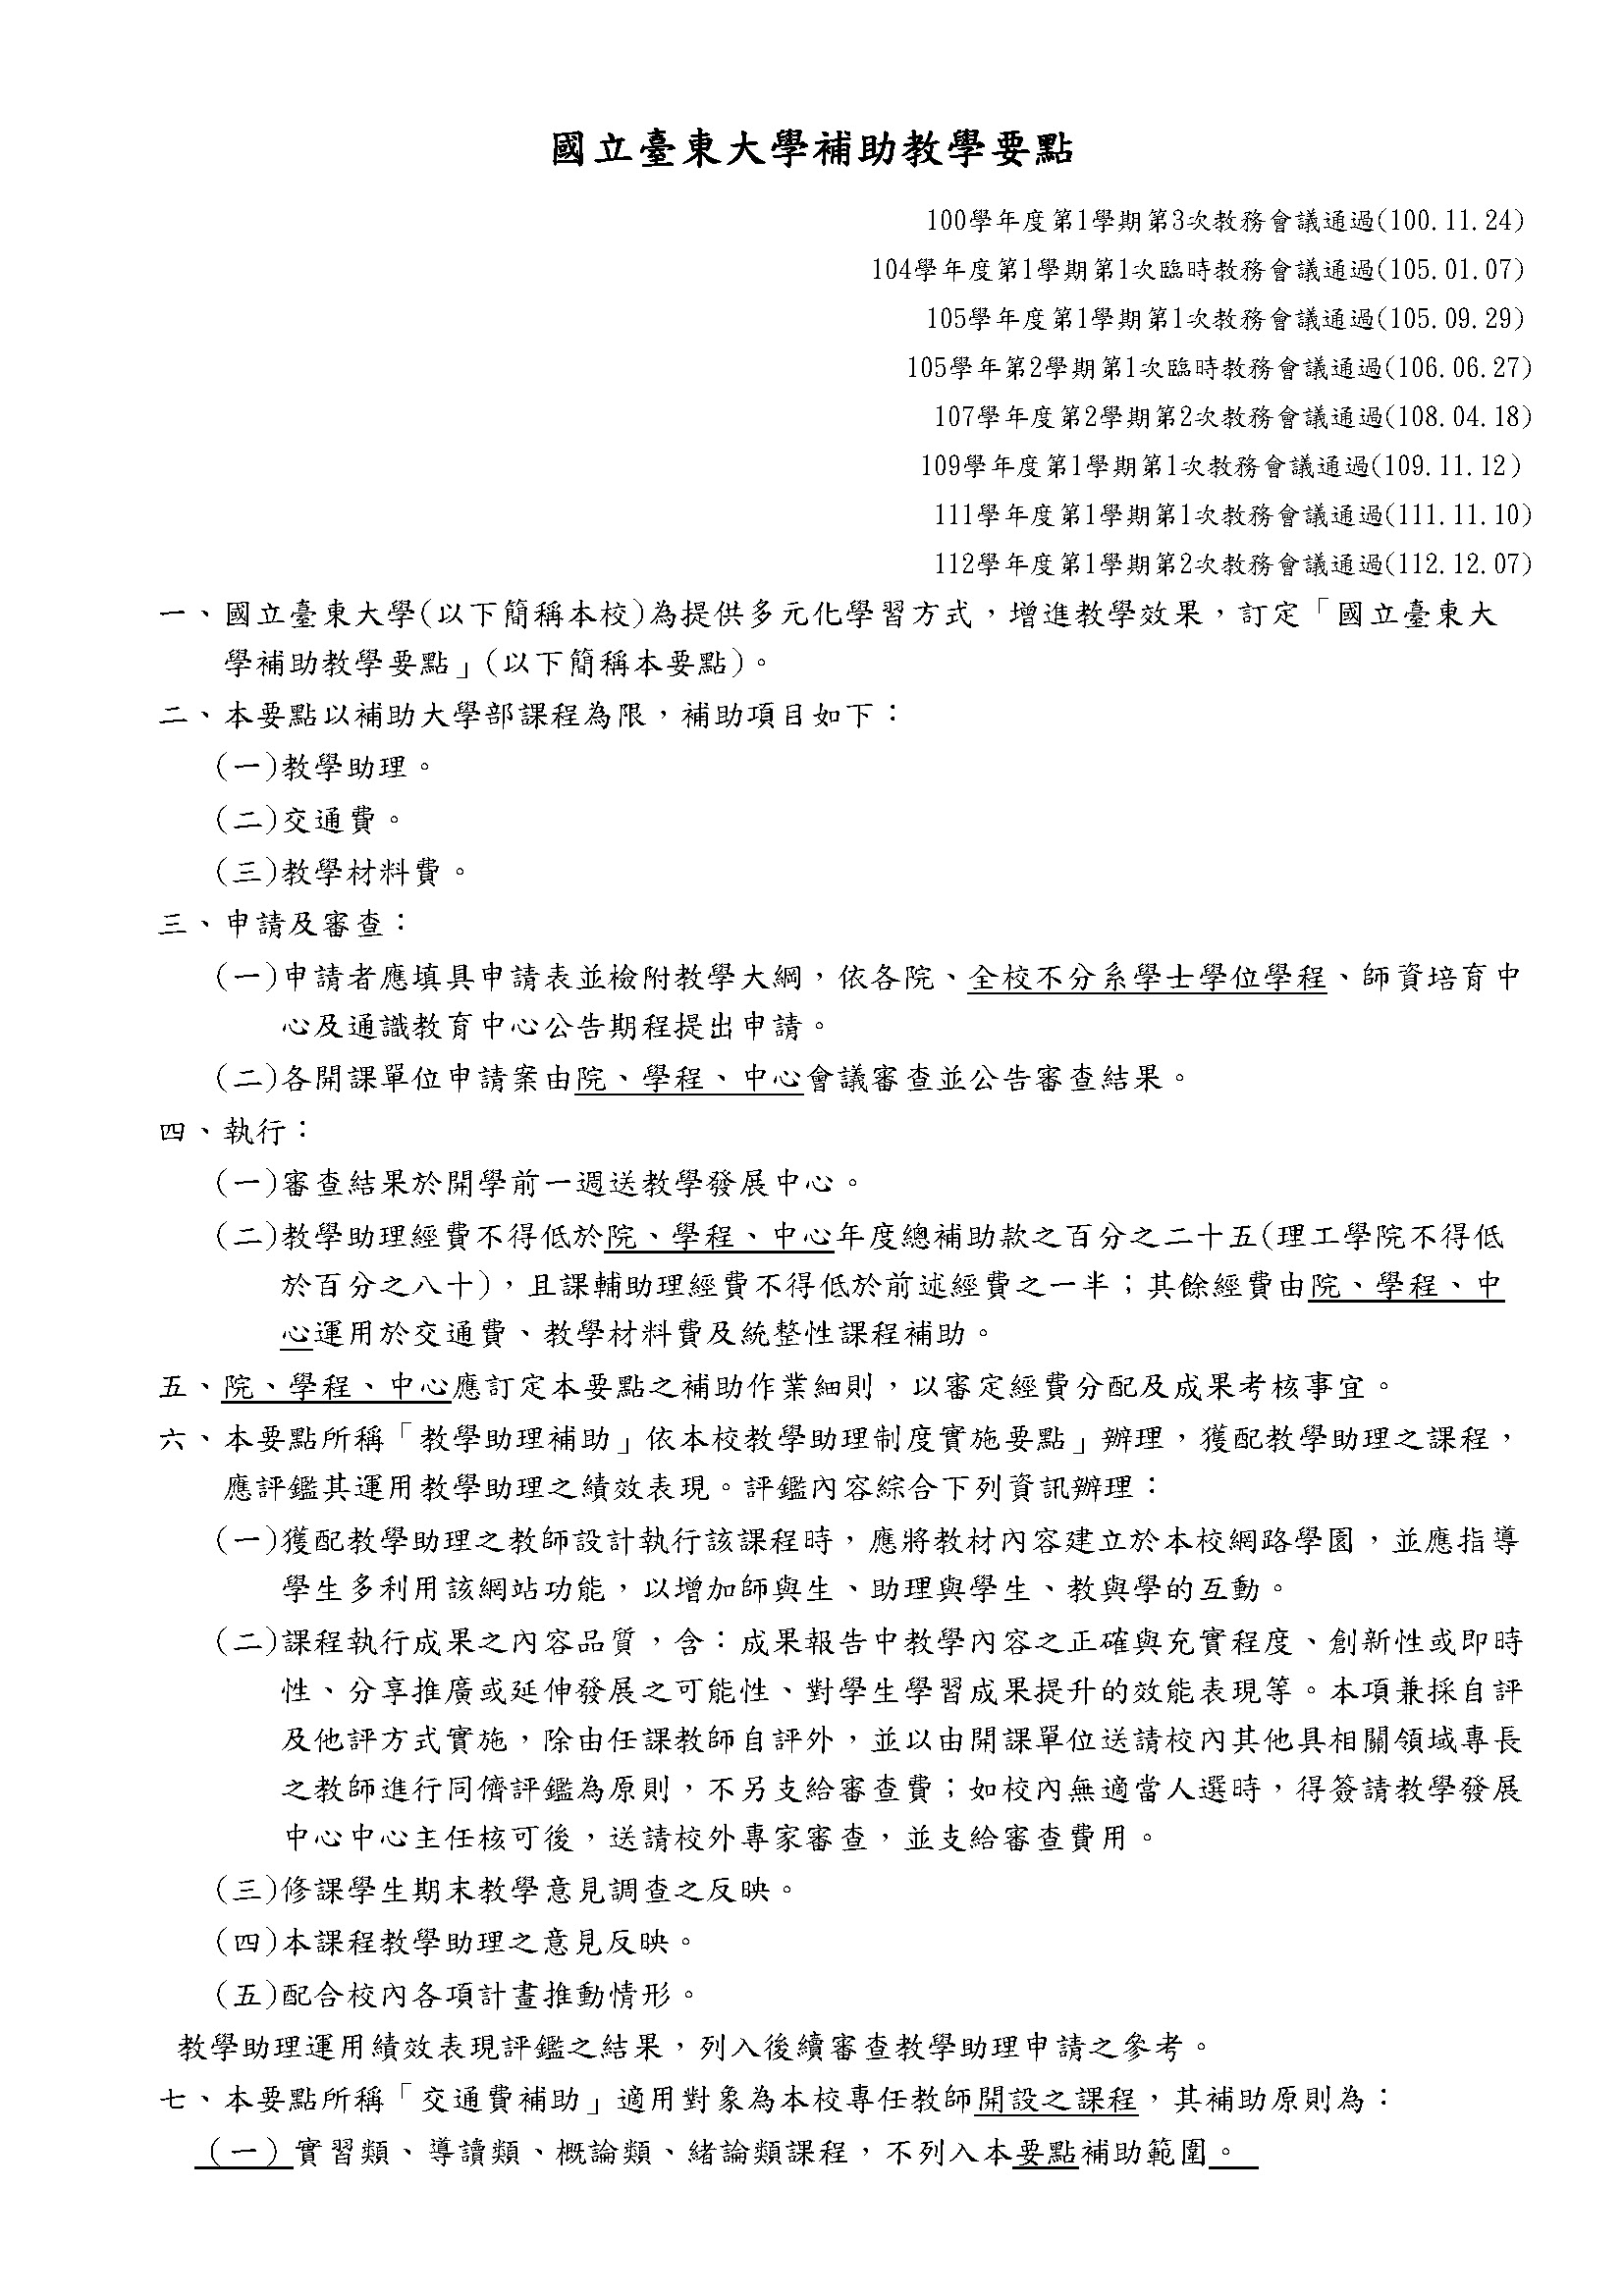 國立臺東大學補助教學要點
100學年度第1學期第3次教務會議通過(100.11.24)
104學年度第1學期第1次臨時教務會議通過(105.01.07)
105學年度第1學期第1次教務會議通過(105.09.29)
105學年第2學期第1次臨時教務會議通過(106.06.27)
107學年度第2學期第2次教務會議通過(108.04.18)
109學年度第1學期第1次教務會議通過(109.11.12)
111學年度第1學期第1次教務會議通過(111.11.10)
112學年度第1學期第2次教務會議通過(112.12.07)
一、國立臺東大學(以下簡稱本校)為提供多元化學習方式，增進教學效果，訂定「國立臺東大
學補助教學要點」(以下簡稱本要點)。
二、本要點以補助大學部課程為限，補助項目如下：
(一)教學助理。
(二)交通費。
(三)教學材料費。
三、申請及審查：
(一)申請者應填具申請表並檢附教學大綱，依各院、全校不分系學士學位學程、師資培育中
心及通識教育中心公告期程提出申請。
(二)各開課單位申請案由院、學程、中心會議審查並公告審查結果。
四、執行：
(一)審查結果於開學前一週送教學發展中心。
(二)教學助理經費不得低於院、學程、中心年度總補助款之百分之二十五(理工學院不得低
於百分之八十)，且課輔助理經費不得低於前述經費之一半；其餘經費由院、學程、中
心運用於交通費、教學材料費及統整性課程補助。
五、院、學程、中心應訂定本要點之補助作業細則，以審定經費分配及成果考核事宜。
六、本要點所稱「教學助理補助」依本校教學助理制度實施要點」辦理，獲配教學助理之課程，
應評鑑其運用教學助理之績效表現。評鑑內容綜合下列資訊辦理：
(一)獲配教學助理之教師設計執行該課程時，應將教材內容建立於本校網路學園，並應指導
學生多利用該網站功能，以增加師與生、助理與學生、教與學的互動。
(二)課程執行成果之內容品質，含：成果報告中教學內容之正確與充實程度、創新性或即時
性、分享推廣或延伸發展之可能性、對學生學習成果提升的效能表現等。本項兼採自評
及他評方式實施，除由任課教師自評外，並以由開課單位送請校內其他具相關領域專長
之教師進行同儕評鑑為原則，不另支給審查費；如校內無適當人選時，得簽請教學發展
中心中心主任核可後，送請校外專家審查，並支給審查費用。
(三)修課學生期末教學意見調查之反映。
(四)本課程教學助理之意見反映。
(五)配合校內各項計畫推動情形。
教學助理運用績效表現評鑑之結果，列入後續審查教學助理申請之參考。
七、本要點所稱「交通費補助」適用對象為本校專任教師開設之課程，其補助原則為：
（一）實習類、導讀類、概論類、緒論類課程，不列入本要點補助範圍。